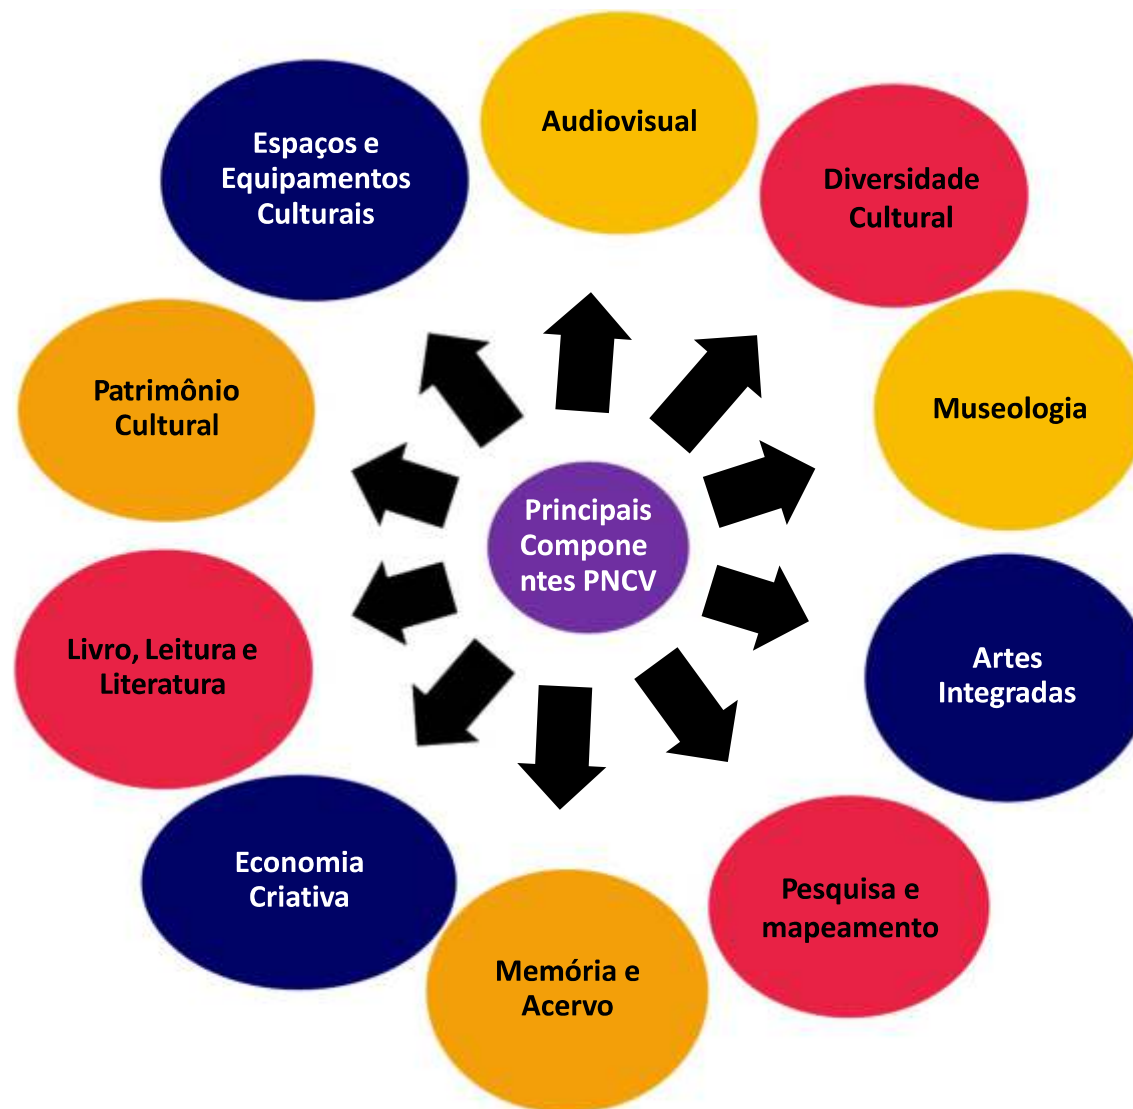 Audiovisual
Espaços e
Equipamentos
Culturais
Diversidade
Cultural
Patrimônio
Cultural
Museologia
Principais
Compone
ntes PNCV
Livro, Leitura e
Literatura
Artes
Integradas
Economia
Criativa
Pesquisa e
mapeamento
Memória e
Acervo